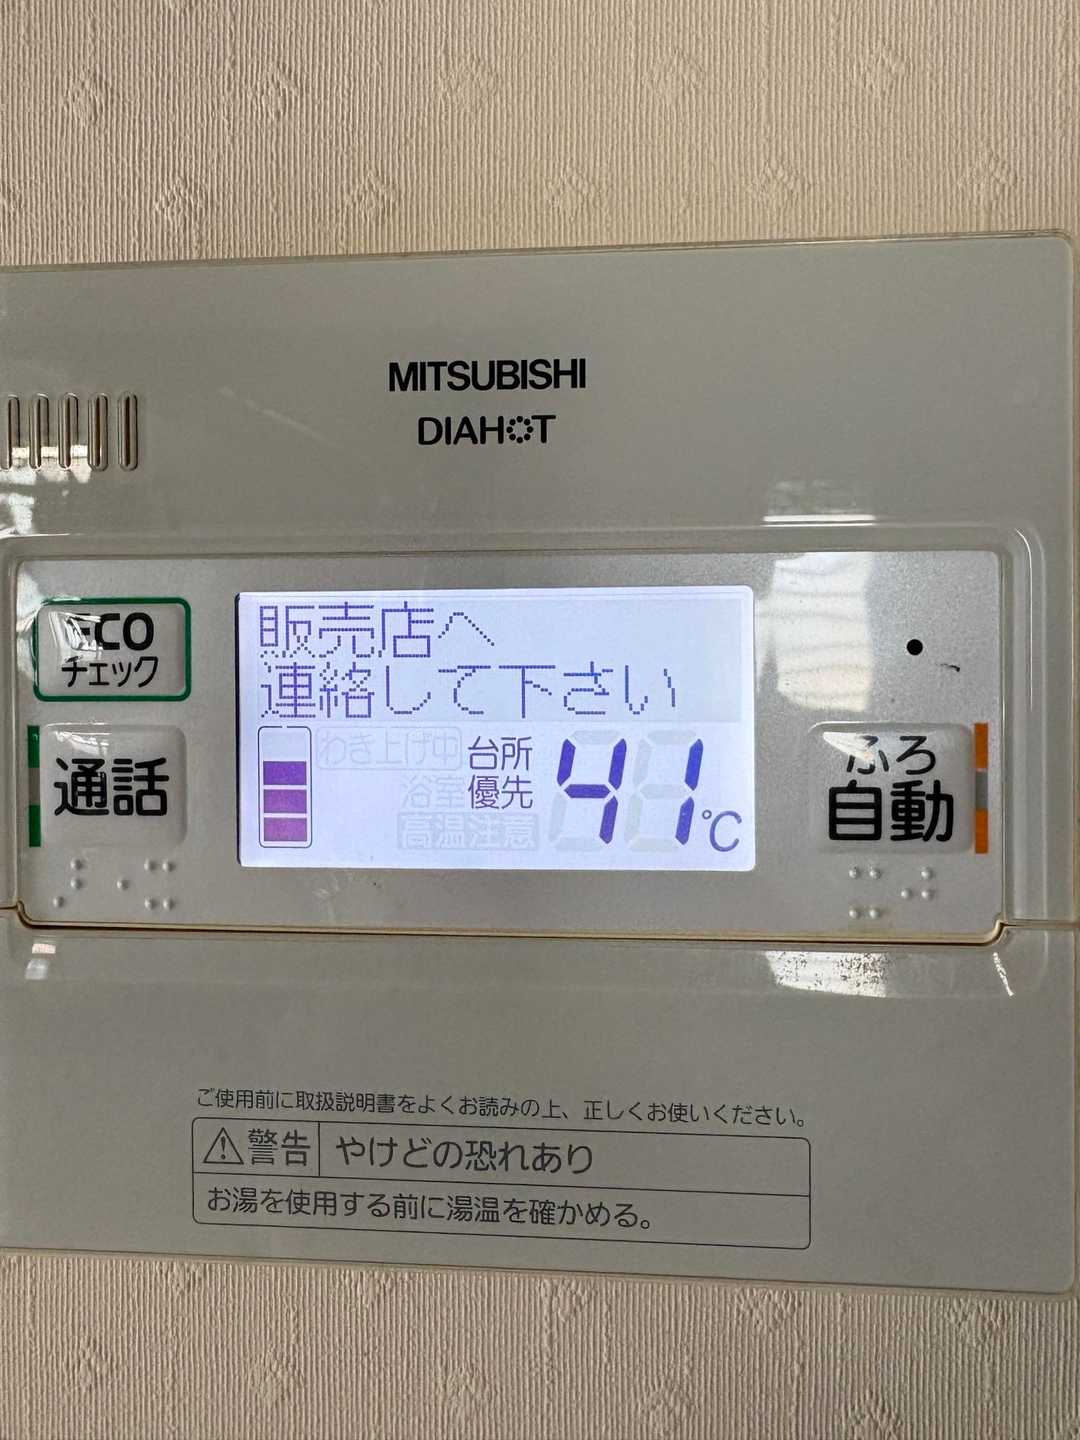 MITSUBISHI
DIAHOT
ECO
チェック
販売店へ
連絡して下さい
通話
わき上げ中
台所
浴室
優先
高温注意
41℃
ふろ
自動
ご使用前に取扱説明書をよくお読みの上、正しくお使いください。
⚠警告 やけどの恐れあり
お湯を使用する前に湯温を確かめる。